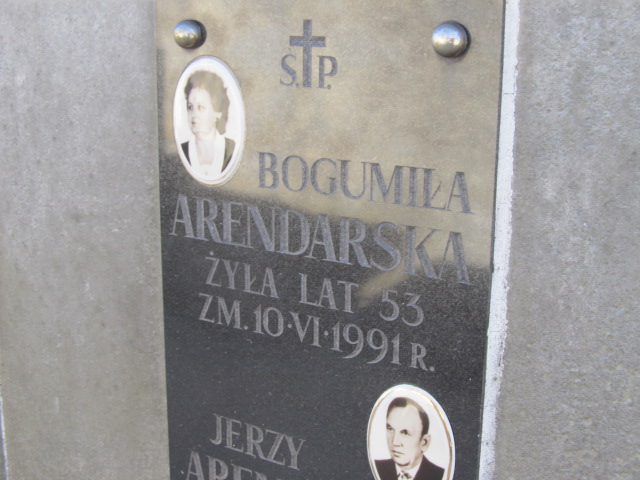 Ś.P.
BOGUMIŁA
ARENDARSKA
ŻYŁA LAT 53
ZM. 10·VI·1991 R.
JERZY